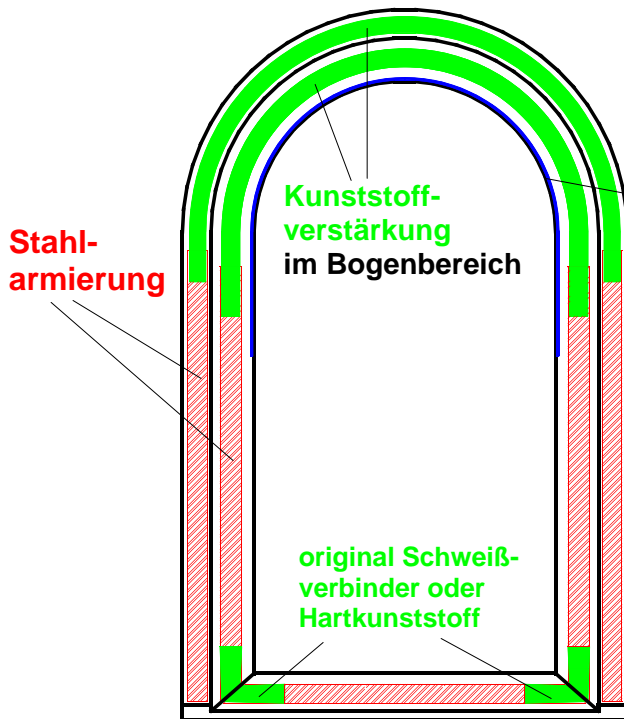 Kunststoff-
verstärkung
im Bogenbereich
Stahl-
armierung
original Schweiß-
verbinder oder
Hartkunststoff